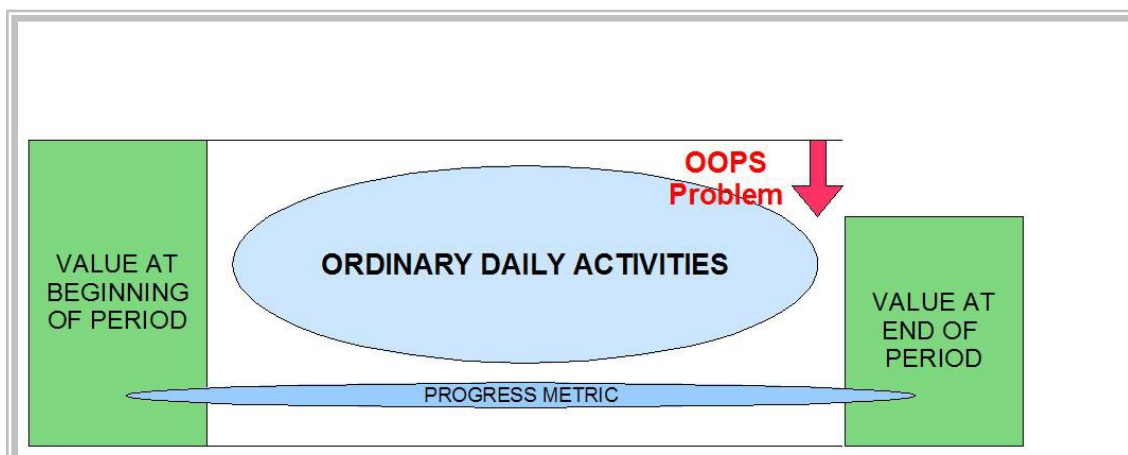 OOPS
Problem
VALUE AT
BEGINNING
OF PERIOD
ORDINARY DAILY ACTIVITIES
VALUE AT
END OF
PERIOD
PROGRESS METRIC